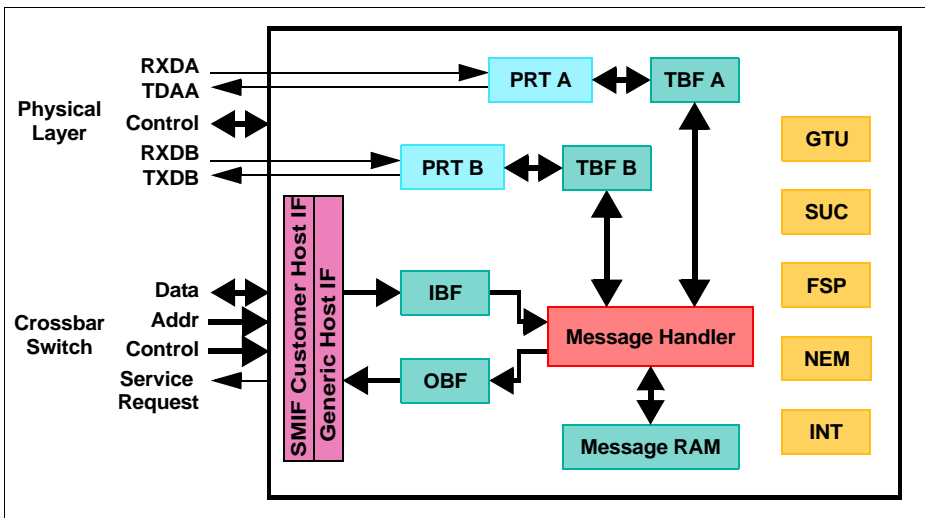 RXDA
TDAA
Physical
Layer
Control
RXDB
TXDB
PRT A
TBF A
PRT B
TBF B
GTU
SUC
FSP
NEM
INT
SMIF Customer Host IF
Generic Host IF
IBF
OBF
Message Handler
Message RAM
Crossbar
Switch
Data
Addr
Control
Service
Request